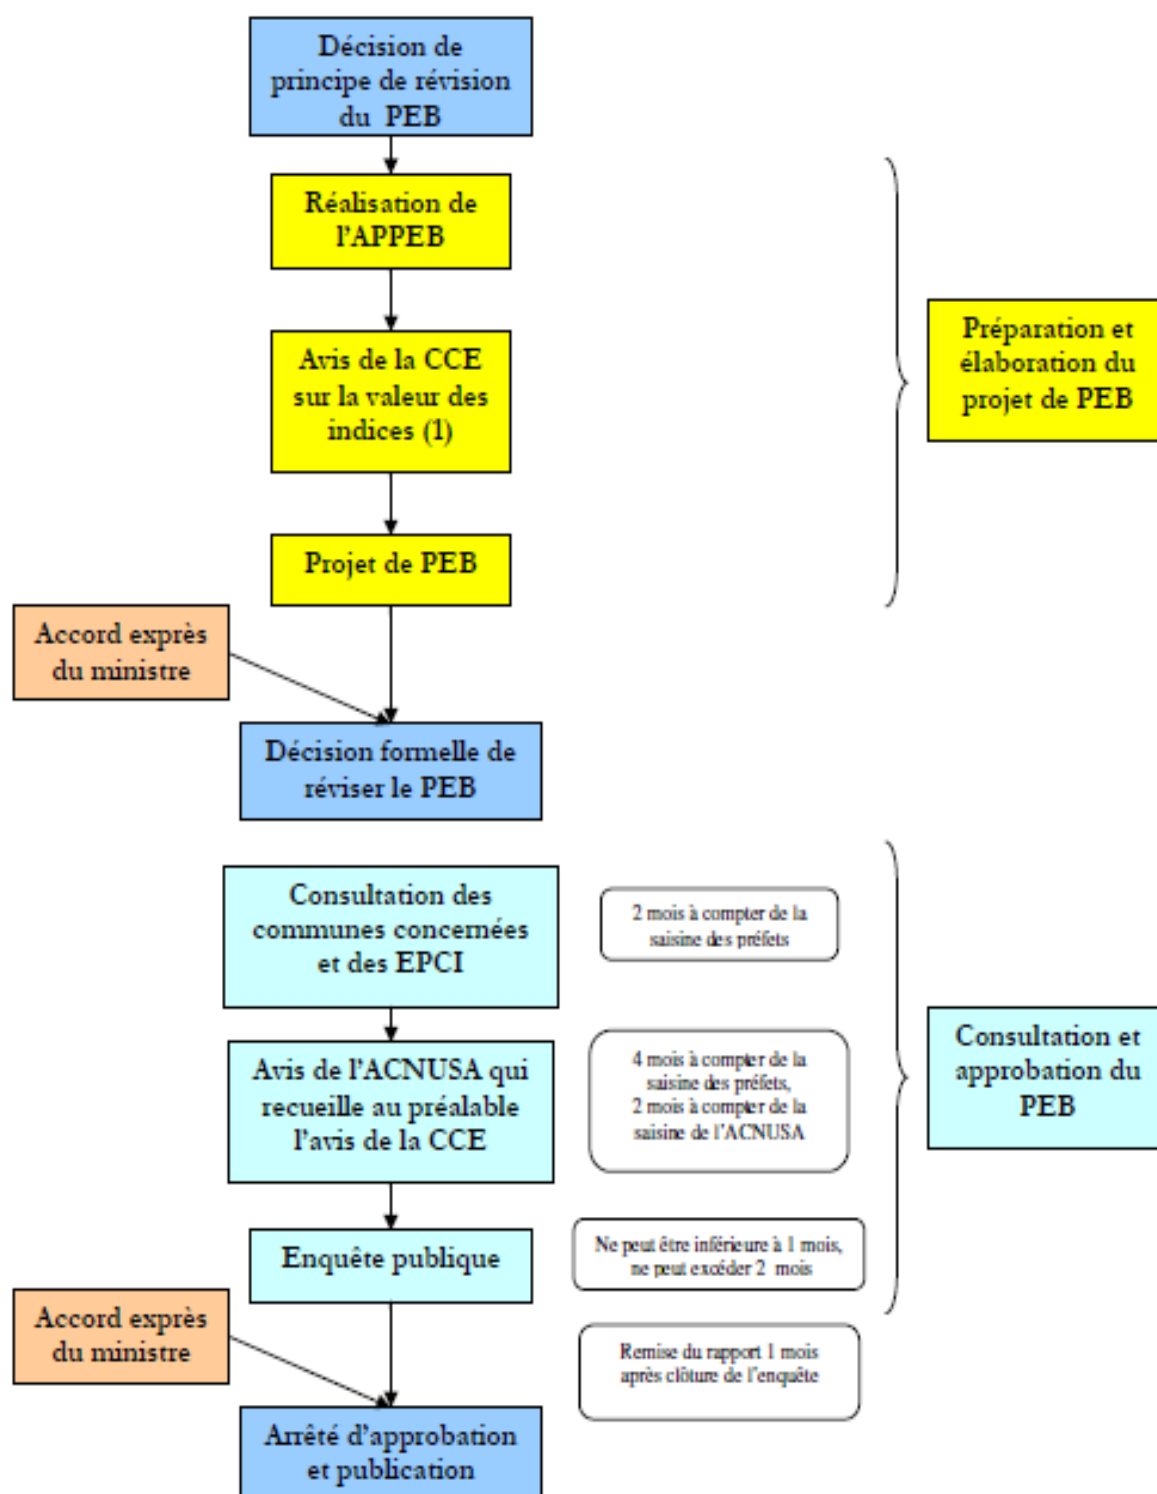 Décision de
principe de révision
du PEB
Réalisation de
l'APPEB
Avis de la CCE
sur la valeur des
indices (1)
Préparation et
élaboration du
projet de PEB
Projet de PEB
Accord exprès
du ministre
Décision formelle de
réviser le PEB
Consultation des
communes concernées
et des EPCI
2 mois à compter de la
saisine des préfets
Avis de l'ACNUSA qui
recueille au préalable
l'avis de la CCE
4 mois à compter de la
saisine des préfets,
2 mois à compter de la
saisine de l'ACNUSA
Consultation et
approbation du
PEB
Enquête publique
Ne peut être inférieure à 1 mois,
ne peut excéder 2 mois
Accord exprès
du ministre
Remise du rapport 1 mois
après clôture de l'enquête
Arrêté d'approbation
et publication